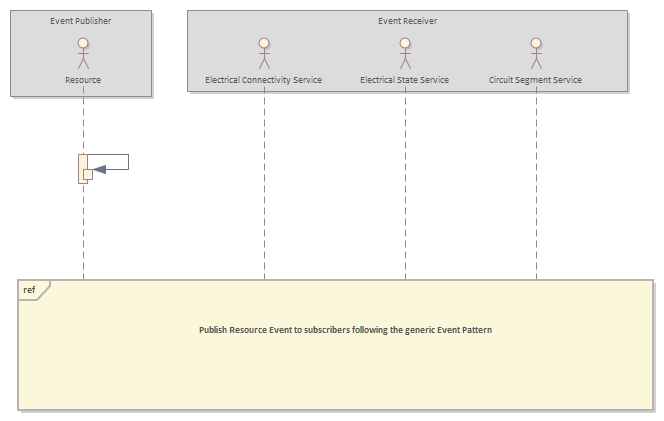 Event Publisher
Event Receiver
Resource
Electrical Connectivity Service
Electrical State Service
Circuit Segment Service
ref
Publish Resource Event to subscribers following the generic Event Pattern